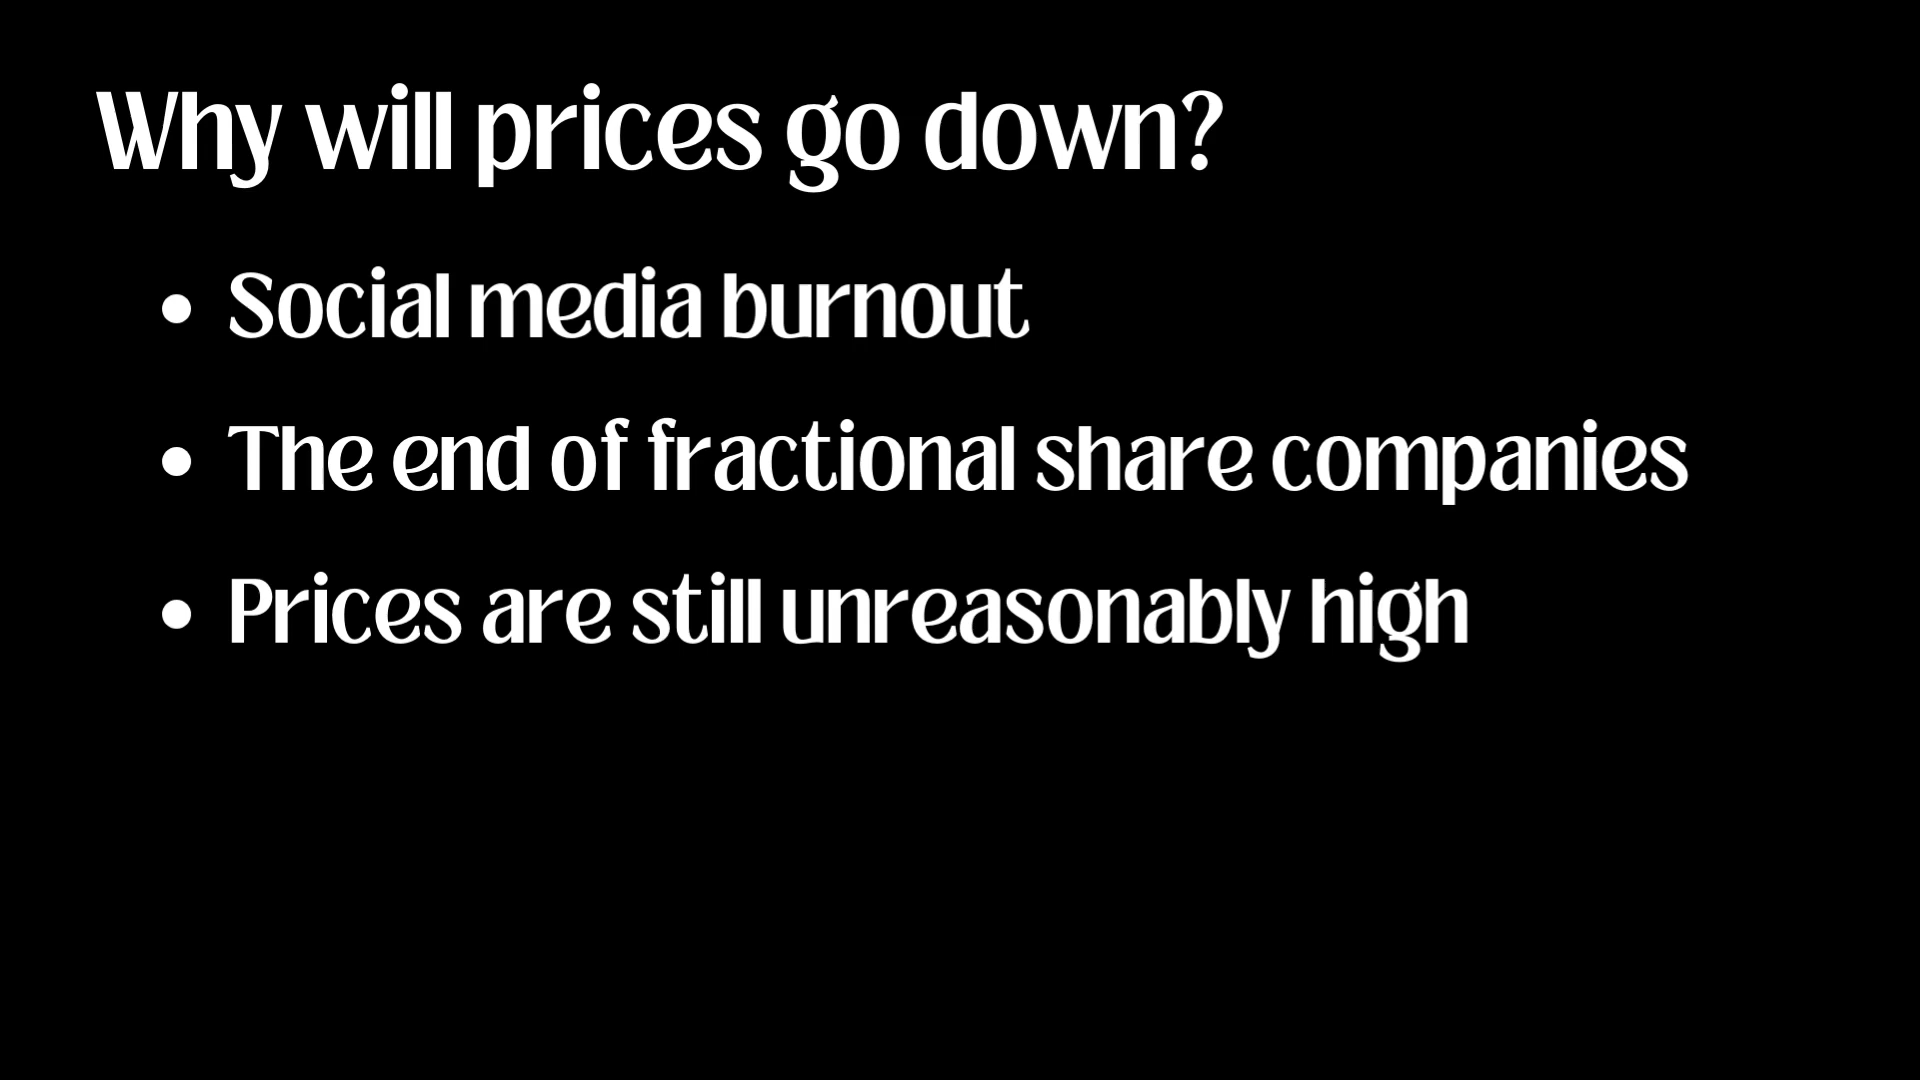 Why will prices go down?
• Social media burnout
• The end of fractional share companies
• Prices are still unreasonably high